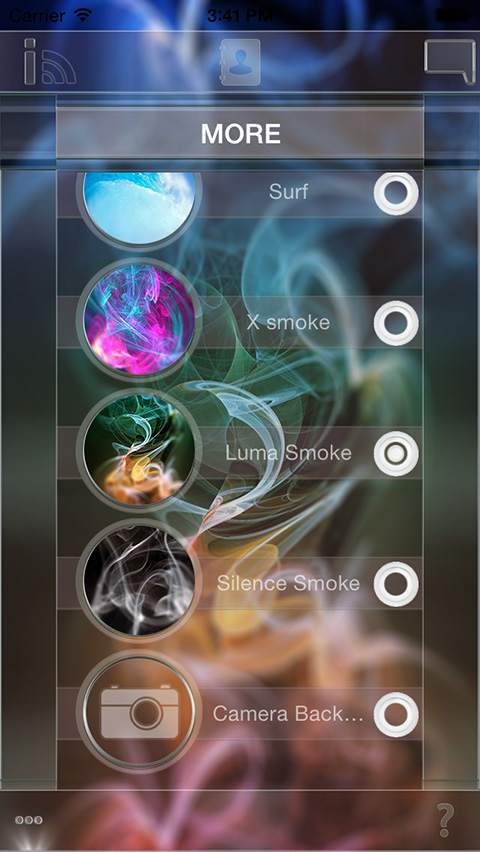 Carrier 3:41 PM
MORE
Surf
X smoke
Luma Smoke
Silence Smoke
Camera Back...
?